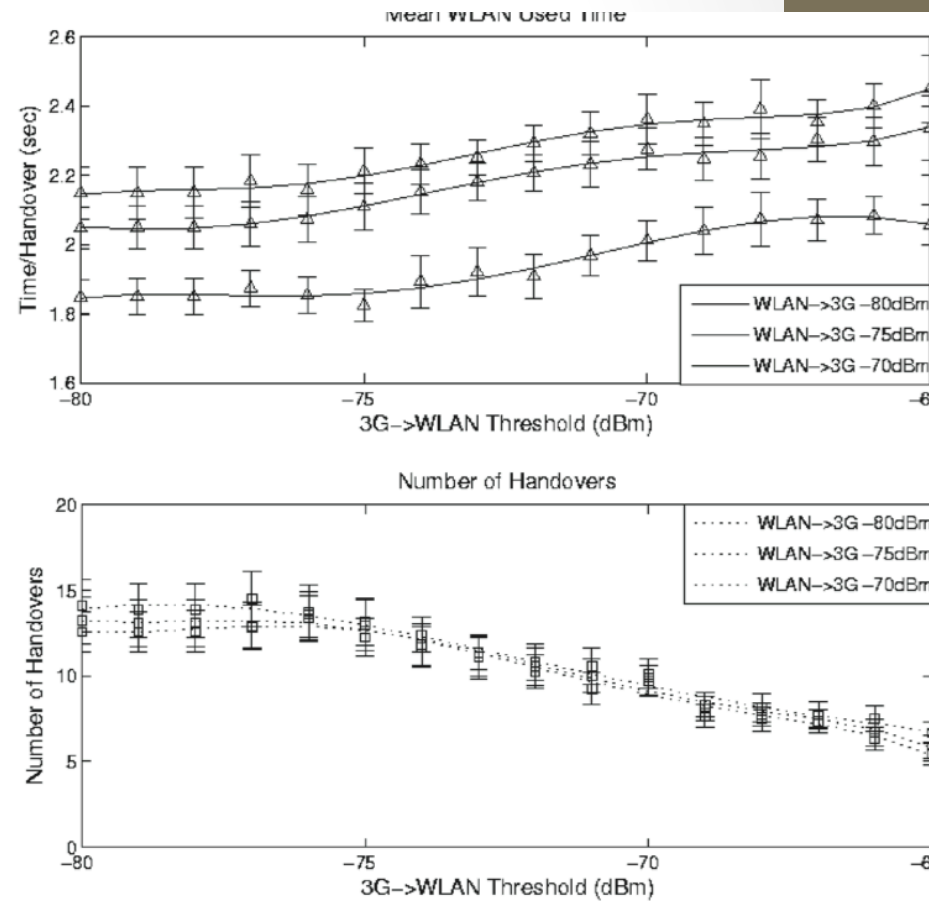 Mean WLAN Used Time
2.6
2.4
2.2
2
1.8
1.6
Time/Handover (sec)
WLAN->3G -80dBm
WLAN->3G -75dBm
WLAN->3G -70dBm
-80
-75
-70
-6
3G->WLAN Threshold (dBm)
Number of Handovers
20
15
10
5
0
Number of Handovers
WLAN->3G -80dBm
WLAN->3G -75dBm
WLAN->3G -70dBm
-80
-75
-70
-6
3G->WLAN Threshold (dBm)